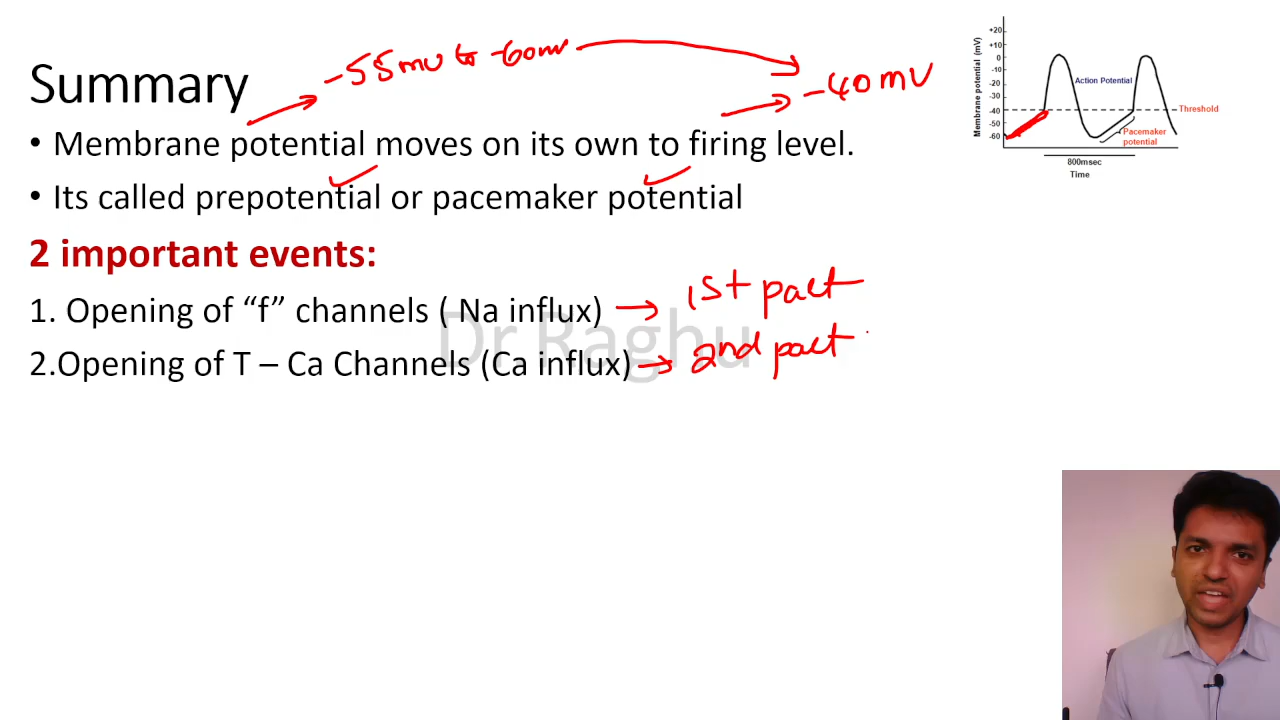 -55mv to -60mv
-40 mV
Summary
• Membrane potential moves on its own to firing level.
• Its called prepotential or pacemaker potential
2 important events:
1. Opening of “f” channels ( Na influx) → 1st part
2.Opening of T – Ca Channels (Ca influx) → 2nd part
Dr Raghu
Membrane potential (mV)
+20
+10
0
-10
-20
-30
-40
-50
-60
Action Potential
Threshold
Pacemaker
potential
800msec
Time